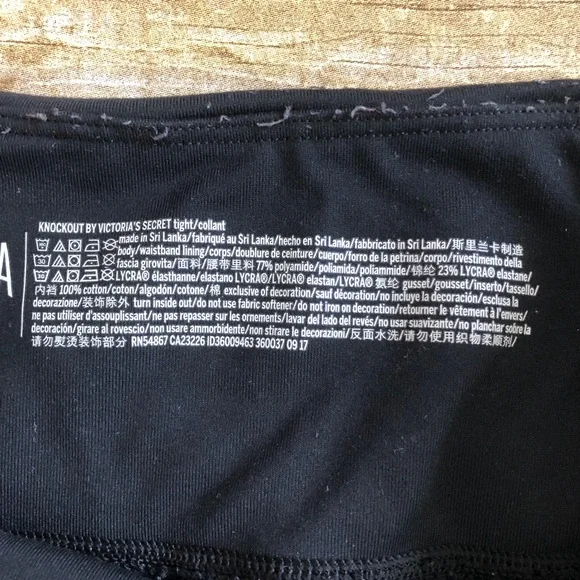 A
KNOCKOUT BY VICTORIA'S SECRET tight/collant
made in Sri Lanka/fabriqué au Sri Lanka/hecho en Sri Lanka/fabbricato in Sri Lanka/斯里兰卡制造
body/waistband lining/corps/doublure de ceinture/cuerpo/forro de la petrina/corpo/rivestimento della
fascia girovita/面料/腰带里料 77% polyamide/poliamida/poliammide/锦纶 23% LYCRA® elastane/
LYCRA® élasthanne/elastano LYCRA®/LYCRA® elastan/LYCRA® 氨纶 gusset/gousset/inserto/tassello/
内裆 100% cotton/coton/algodón/cotone/棉 exclusive of decoration/sauf décoration/no incluye la decoración/esclusa la
decorazione/装饰除外 turn inside out/do not use fabric softener/do not iron on decoration/retourner le vêtement à l'envers/
ne pas utiliser d'assouplissant/ne pas repasser sur les ornements/lavar del lado del revés/no usar suavizante/no planchar sobre la
decoración/girare al rovescio/non usare ammorbidente/non stirare le decorazioni/反面水洗/请勿使用织物柔顺剂/
请勿熨烫装饰部分 RN54867 CA23226 ID36009463 360037 09 17